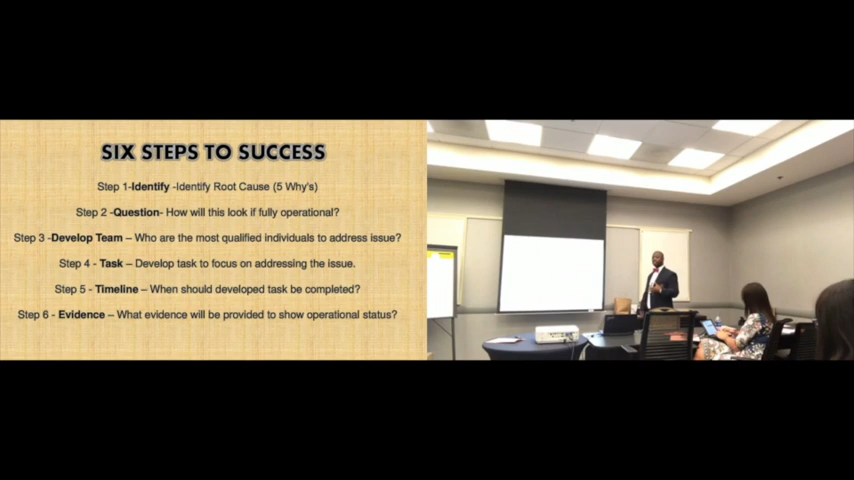 SIX STEPS TO SUCCESS
Step 1-Identify -Identify Root Cause (5 Why's)
Step 2 -Question- How will this look if fully operational?
Step 3 -Develop Team – Who are the most qualified individuals to address issue?
Step 4 - Task – Develop task to focus on addressing the issue.
Step 5 - Timeline – When should developed task be completed?
Step 6 - Evidence – What evidence will be provided to show operational status?